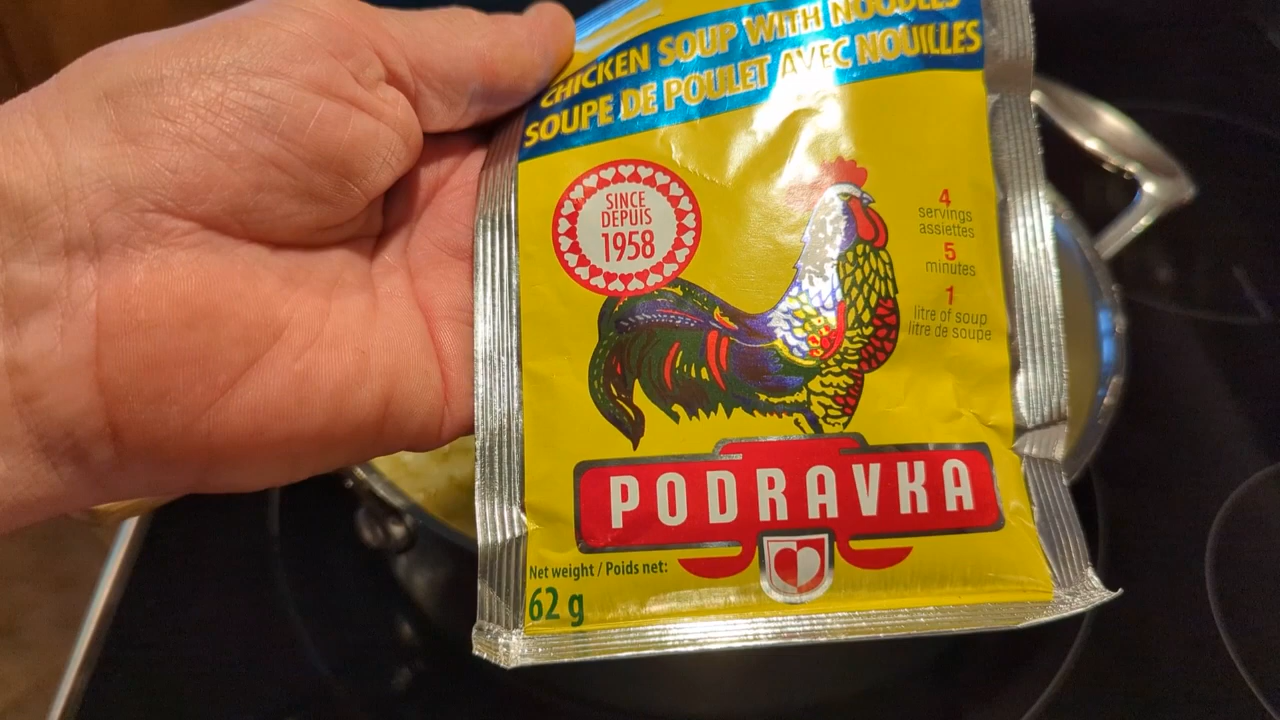 CHICKEN SOUP WITH NOODLES
SOUPE DE POULET AVEC NOUILLES
SINCE
DEPUIS
1958
4
servings
assiettes
5
minutes
1
litre of soup
litre de soupe
PODRAVKA
Net weight / Poids net:
62 g